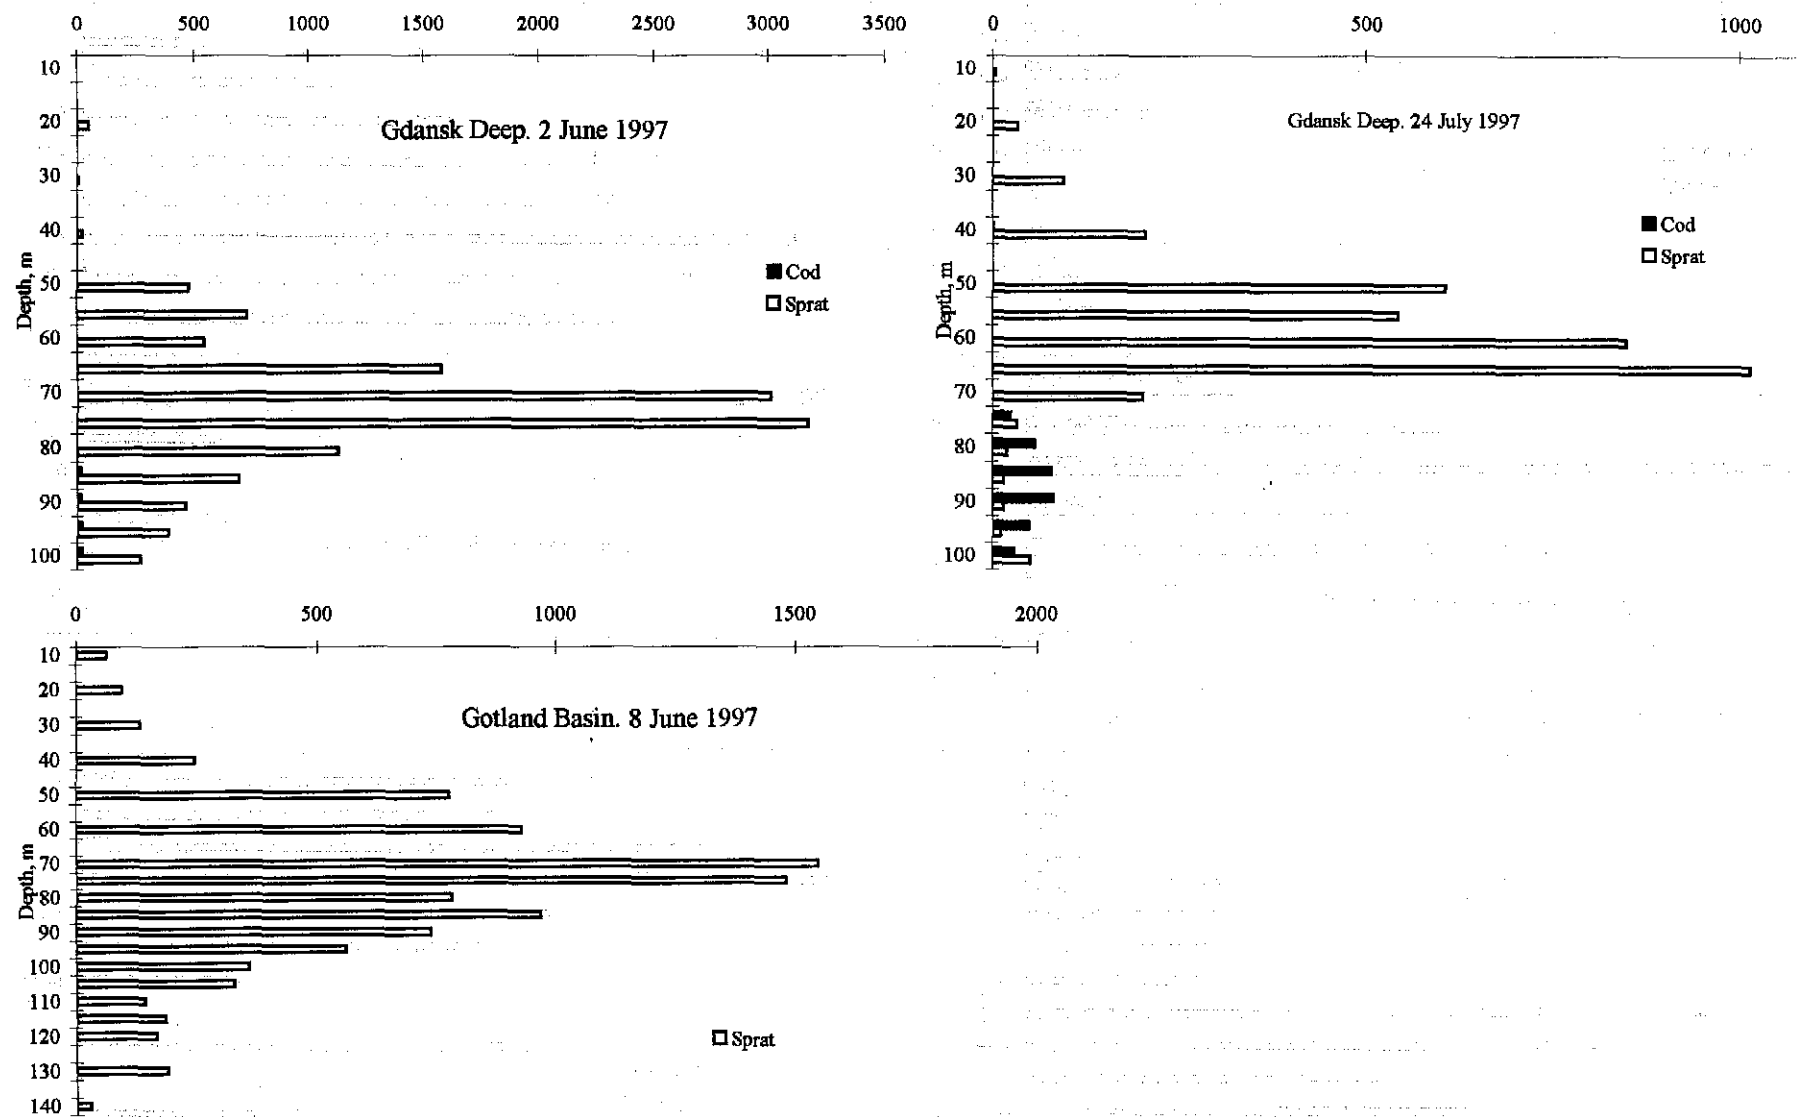 0 500 1000 1500 2000 2500 3000 3500
10
20
30
40
50
60
70
80
90
100
Depth, m
Gdansk Deep. 2 June 1997
Cod
Sprat
0 500 1000
10
20
30
40
50
60
70
80
90
100
Depth, m
Gdansk Deep. 24 July 1997
Cod
Sprat
0 500 1000 1500 2000
10
20
30
40
50
60
70
80
90
100
110
120
130
140
Depth, m
Gotland Basin. 8 June 1997
Sprat